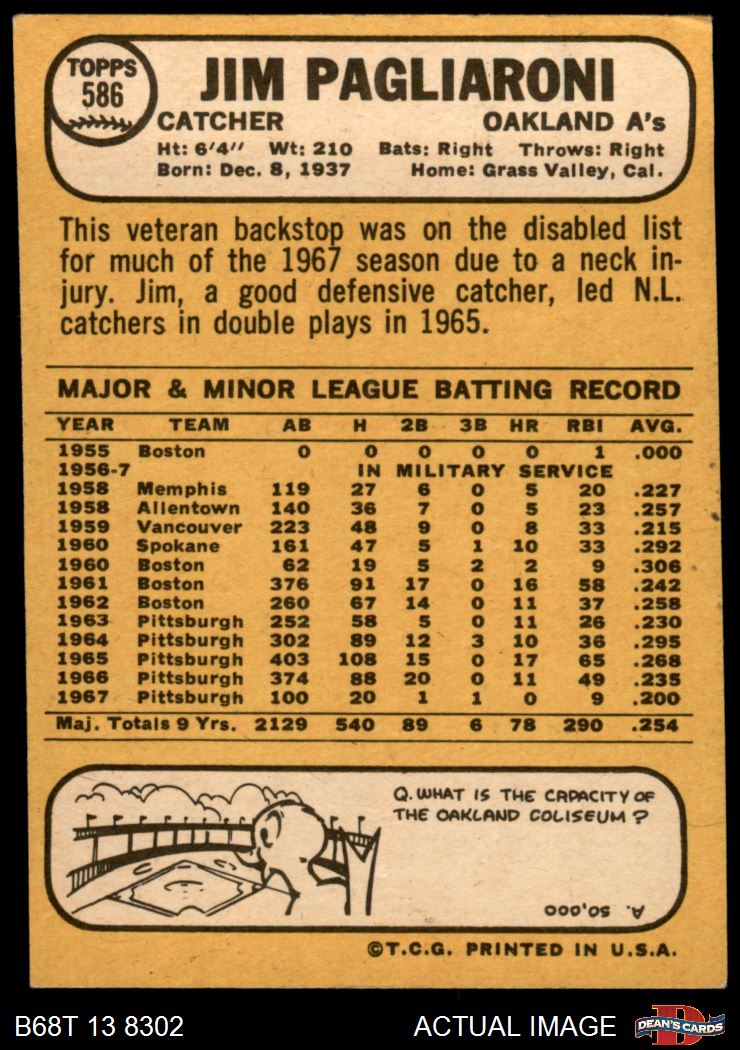 TOPPS
586
JIM PAGLIARONI
CATCHER OAKLAND A's
Ht: 6'4" Wt: 210 Bats: Right Throws: Right
Born: Dec. 8, 1937 Home: Grass Valley, Cal.
This veteran backstop was on the disabled list
for much of the 1967 season due to a neck in-
jury. Jim, a good defensive catcher, led N.L.
catchers in double plays in 1965.
MAJOR & MINOR LEAGUE BATTING RECORD
YEAR TEAM AB H 2B 3B HR RBI AVG.
1955 Boston 0 0 0 0 0 1 .000
1956-7 IN MILITARY SERVICE
1958 Memphis 119 27 6 0 5 20 .227
1958 Allentown 140 36 7 0 5 23 .257
1959 Vancouver 223 48 9 0 8 33 .215
1960 Spokane 161 47 5 1 10 33 .292
1960 Boston 62 19 5 2 2 9 .306
1961 Boston 376 91 17 0 16 58 .242
1962 Boston 260 67 14 0 11 37 .258
1963 Pittsburgh 252 58 5 0 11 26 .230
1964 Pittsburgh 302 89 12 3 10 36 .295
1965 Pittsburgh 403 108 15 0 17 65 .268
1966 Pittsburgh 374 88 20 0 11 49 .235
1967 Pittsburgh 100 20 1 1 0 9 .200
Maj. Totals 9 Yrs. 2129 540 89 6 78 290 .254
Q. WHAT IS THE CAPACITY OF
THE OAKLAND COLISEUM?
A. 50,000
©T.C.G. PRINTED IN U.S.A.
B68T 13 8302 ACTUAL IMAGE DEAN'S CARDS